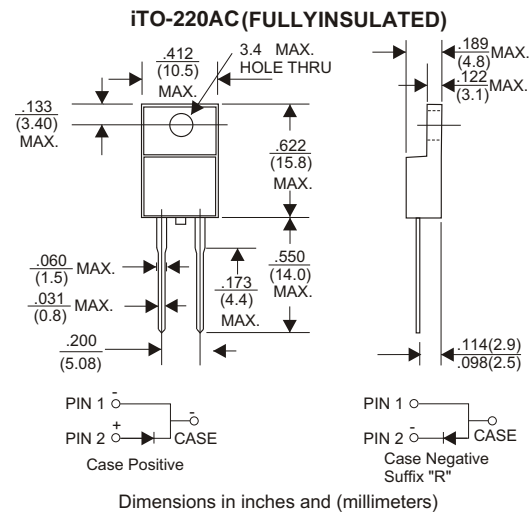 iTO-220AC(FULLYINSULATED)
.412
(10.5)
MAX.
3.4 MAX.
HOLE THRU
.189
(4.8)
MAX.
.122
(3.1)
MAX.
.133
(3.40)
MAX.
.622
(15.8)
MAX.
.060
(1.5)
MAX.
.031
(0.8)
MAX.
.173
(4.4)
MAX.
.550
(14.0)
MAX.
.200
(5.08)
.114(2.9)
.098(2.5)
PIN 1 -
PIN 2 +
-
CASE
Case Positive
PIN 1
PIN 2 -
-
CASE
Case Negative
Suffix "R"
Dimensions in inches and (millimeters)